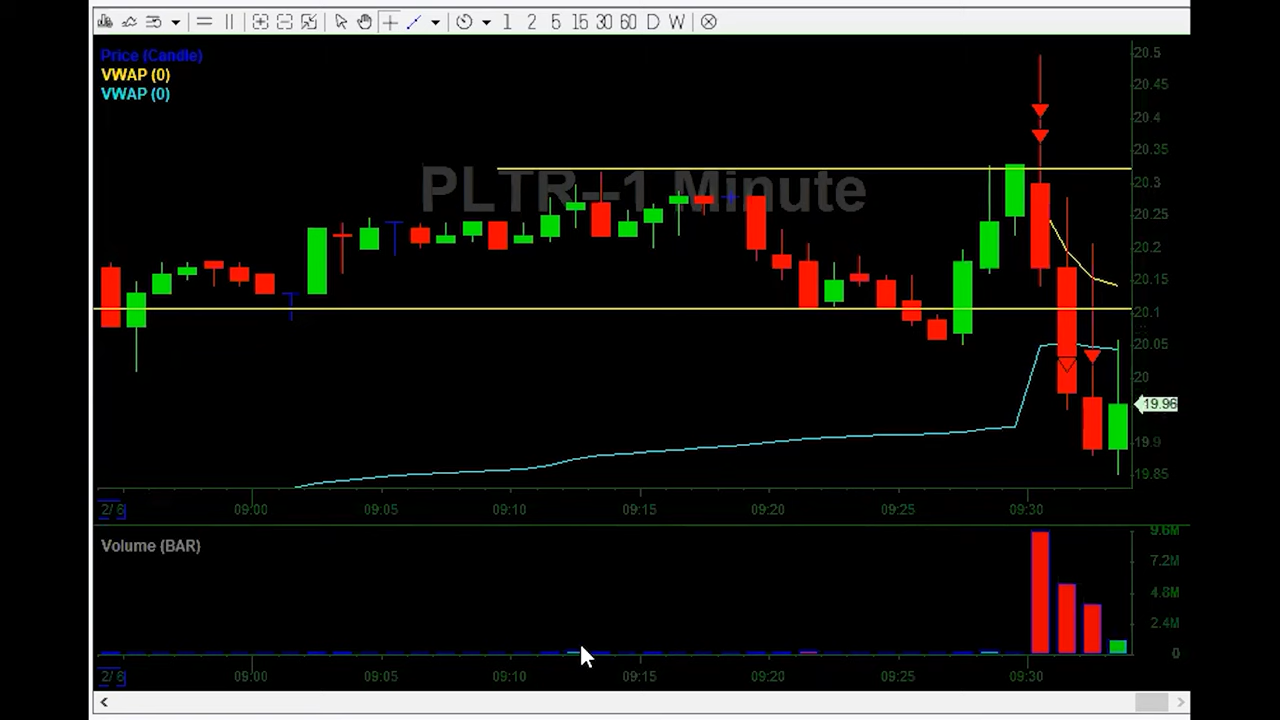 1 2 5 15 30 60 D W
Price (Candle)
VWAP (0)
VWAP (0)
PLTR--1 Minute
20.5
20.45
20.4
20.35
20.3
20.25
20.2
20.15
20.1
20.05
20
19.96
19.9
19.85
2/ 6 09:00 09:05 09:10 09:15 09:20 09:25 09:30
Volume (BAR)
9.6M
7.2M
4.8M
2.4M
0
2/ 6 09:00 09:05 09:10 09:15 09:20 09:25 09:30